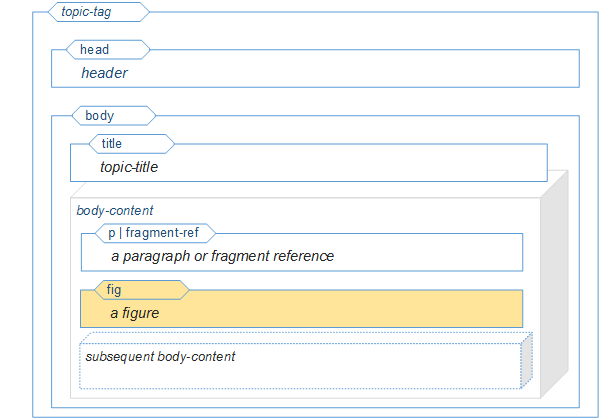 topic-tag
head
header
body
title
topic-title
body-content
p | fragment-ref
a paragraph or fragment reference
fig
a figure
subsequent body-content